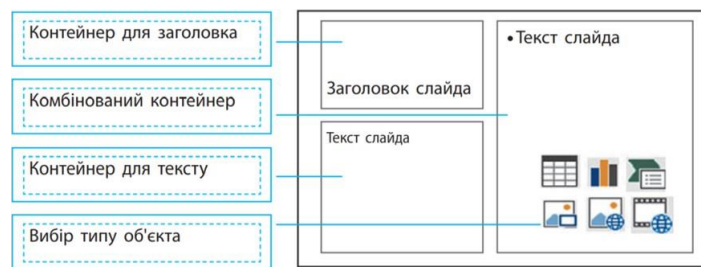 Контейнер для заголовка
Комбінований контейнер
Контейнер для тексту
Вибір типу об'єкта
Заголовок слайда
Текст слайда
• Текст слайда